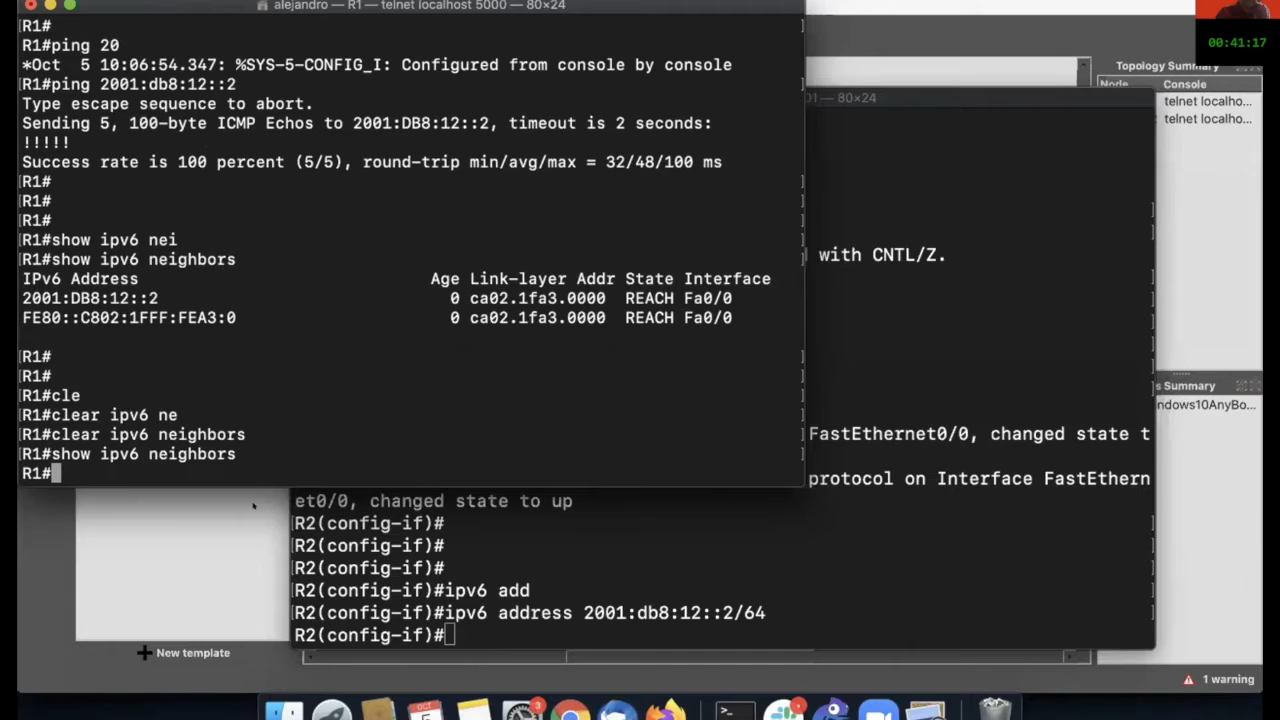 alejandro — R1 — telnet localhost 5000 — 80×24
R1#
R1#ping 20
*Oct  5 10:06:54.347: %SYS-5-CONFIG_I: Configured from console by console
R1#ping 2001:db8:12::2
Type escape sequence to abort.
Sending 5, 100-byte ICMP Echos to 2001:DB8:12::2, timeout is 2 seconds:
!!!!!
Success rate is 100 percent (5/5), round-trip min/avg/max = 32/48/100 ms
R1#
R1#
R1#
R1#show ipv6 nei
R1#show ipv6 neighbors
IPv6 Address Age Link-layer Addr State Interface
2001:DB8:12::2 0 ca02.1fa3.0000 REACH Fa0/0
FE80::C802:1FFF:FEA3:0 0 ca02.1fa3.0000 REACH Fa0/0
R1#
R1#
R1#cle
R1#clear ipv6 ne
R1#clear ipv6 neighbors
R1#show ipv6 neighbors
R1#
01 — 80×24
with CNTL/Z.
FastEthernet0/0, changed state t
protocol on Interface FastEthern
et0/0, changed state to up
R2(config-if)#
R2(config-if)#
R2(config-if)#
R2(config-if)#ipv6 add
R2(config-if)#ipv6 address 2001:db8:12::2/64
R2(config-if)#
00:41:17
Topology Summary
Node Console
telnet localho...
telnet localho...
s Summary
ndows10AnyBo...
New template
1 warning
OCT
3